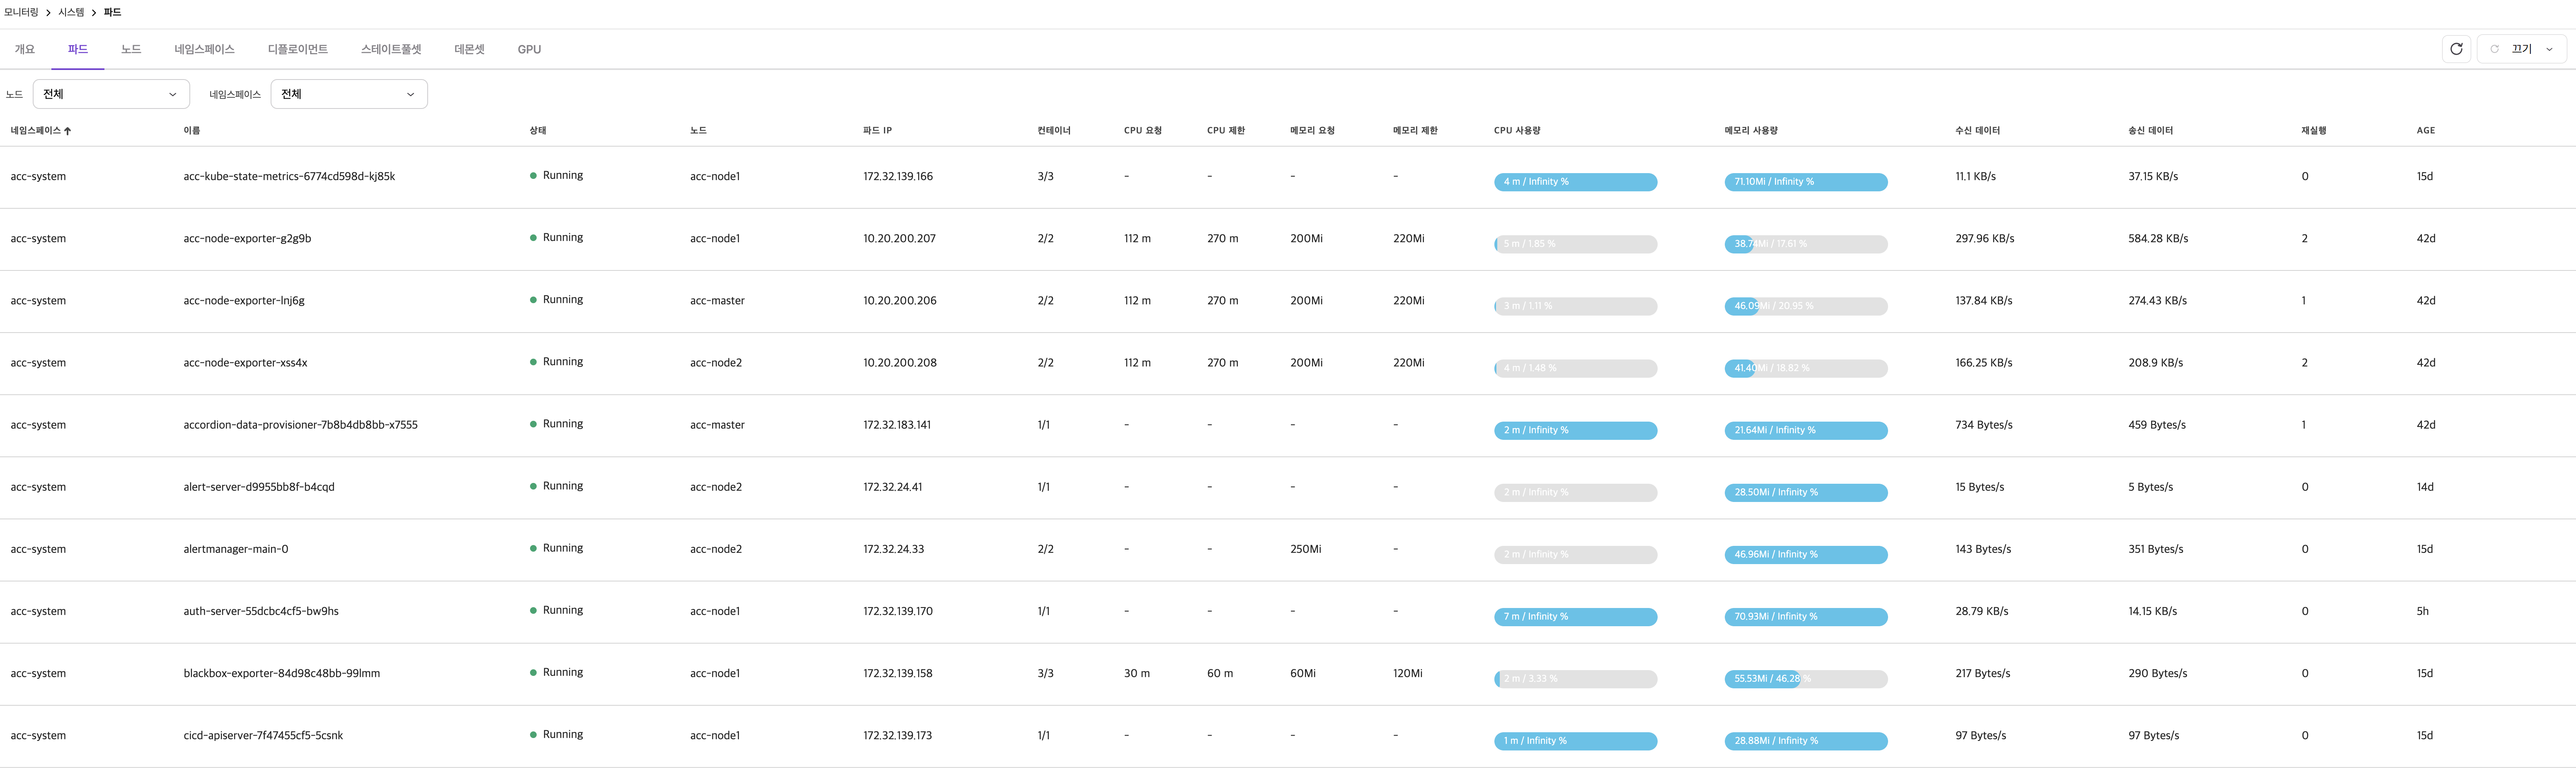 모니터링 > 시스템 > 파드
개요 파드 노드 네임스페이스 디플로이먼트 스테이트풀셋 데몬셋 GPU 끄기
노드 전체 네임스페이스 전체
네임스페이스 이름 상태 노드 파드 IP 컨테이너 CPU 요청 CPU 제한 메모리 요청 메모리 제한 CPU 사용량 메모리 사용량 수신 데이터 송신 데이터 재실행 AGE
acc-system acc-kube-state-metrics-6774cd598d-kj85k Running acc-node1 172.32.139.166 3/3 - - - - 4 m / Infinity % 71.10Mi / Infinity % 11.1 KB/s 37.15 KB/s 0 15d
acc-system acc-node-exporter-g2g9b Running acc-node1 10.20.200.207 2/2 112 m 270 m 200Mi 220Mi 5 m / 1.85 % 38.74Mi / 17.61 % 297.96 KB/s 584.28 KB/s 2 42d
acc-system acc-node-exporter-lnj6g Running acc-master 10.20.200.206 2/2 112 m 270 m 200Mi 220Mi 3 m / 1.11 % 46.09Mi / 20.95 % 137.84 KB/s 274.43 KB/s 1 42d
acc-system acc-node-exporter-xss4x Running acc-node2 10.20.200.208 2/2 112 m 270 m 200Mi 220Mi 4 m / 1.48 % 41.40Mi / 18.82 % 166.25 KB/s 208.9 KB/s 2 42d
acc-system accordion-data-provisioner-7b8b4db8bb-x7555 Running acc-master 172.32.183.141 1/1 - - - - 2 m / Infinity % 21.64Mi / Infinity % 734 Bytes/s 459 Bytes/s 1 42d
acc-system alert-server-d9955bb8f-b4cqd Running acc-node2 172.32.24.41 1/1 - - - - 2 m / Infinity % 28.50Mi / Infinity % 15 Bytes/s 5 Bytes/s 0 14d
acc-system alertmanager-main-0 Running acc-node2 172.32.24.33 2/2 - - 250Mi - 2 m / Infinity % 46.96Mi / Infinity % 143 Bytes/s 351 Bytes/s 0 15d
acc-system auth-server-55dcbc4cf5-bw9hs Running acc-node1 172.32.139.170 1/1 - - - - 7 m / Infinity % 70.93Mi / Infinity % 28.79 KB/s 14.15 KB/s 0 5h
acc-system blackbox-exporter-84d98c48bb-99lmm Running acc-node1 172.32.139.158 3/3 30 m 60 m 60Mi 120Mi 2 m / 3.33 % 55.53Mi / 46.28 % 217 Bytes/s 290 Bytes/s 0 15d
acc-system cicd-apiserver-7f47455cf5-5csnk Running acc-node1 172.32.139.173 1/1 - - - - 1 m / Infinity % 28.88Mi / Infinity % 97 Bytes/s 97 Bytes/s 0 15d